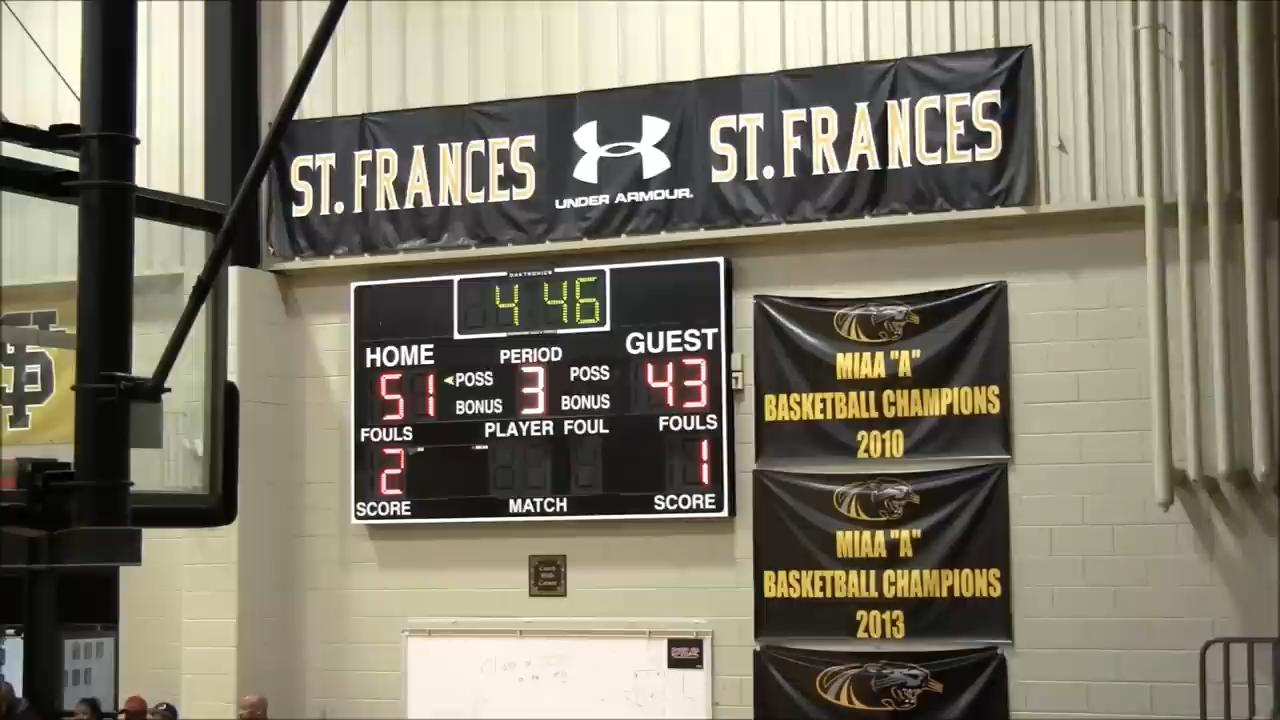 ST. FRANCES
UNDER ARMOUR.
ST. FRANCES
DAKTRONICS
4 46
HOME
PERIOD
GUEST
51
POSS
3
POSS
43
BONUS
BONUS
FOULS
PLAYER FOUL
FOULS
2
1
SCORE
MATCH
SCORE
MIAA "A"
BASKETBALL CHAMPIONS
2010
MIAA "A"
BASKETBALL CHAMPIONS
2013